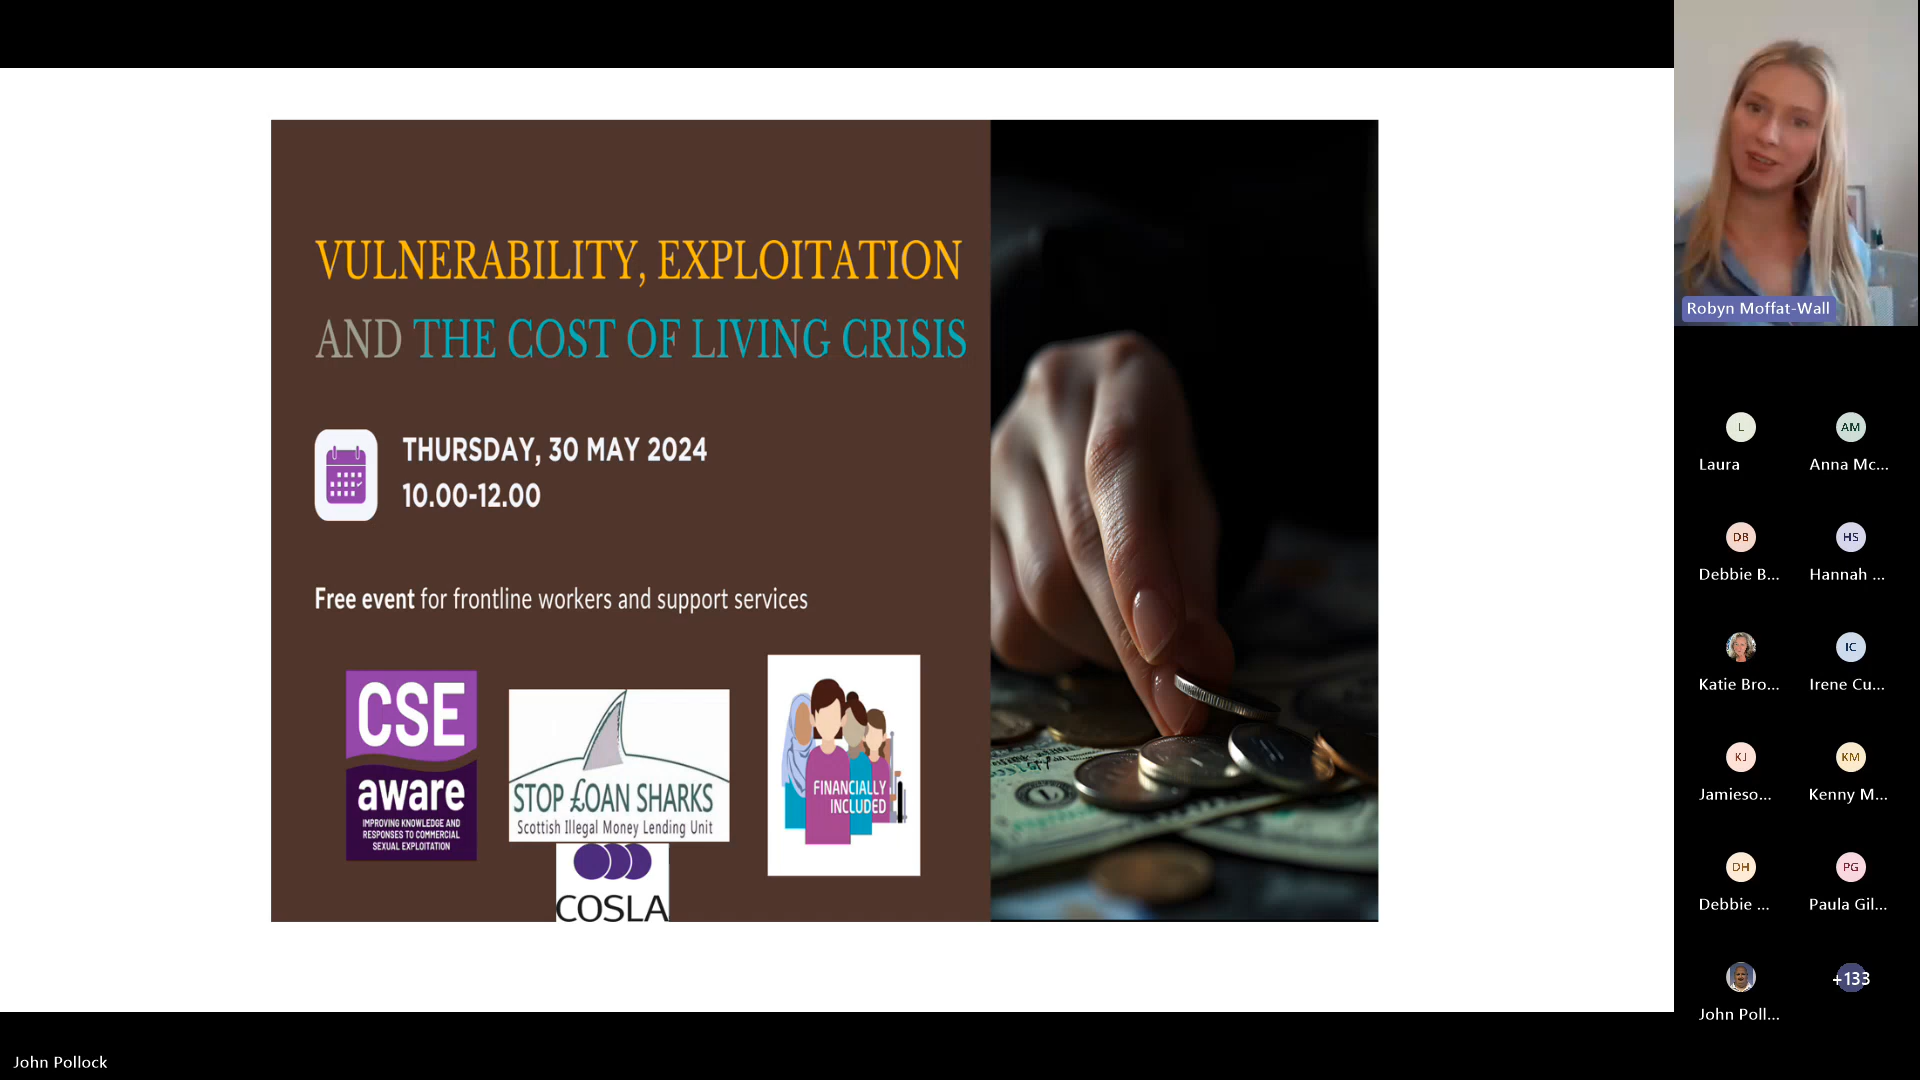 VULNERABILITY, EXPLOITATION
AND THE COST OF LIVING CRISIS
THURSDAY, 30 MAY 2024
10.00-12.00
Free event for frontline workers and support services
CSE
aware
IMPROVING KNOWLEDGE AND
RESPONSES TO COMMERCIAL
SEXUAL EXPLOITATION
STOP £OAN SHARKS
Scottish Illegal Money Lending Unit
COSLA
FINANCIALLY
INCLUDED
Robyn Moffat-Wall
L
AM
Laura
Anna Mc...
DB
HS
Debbie B...
Hannah ...
IC
Katie Bro...
Irene Cu...
KJ
KM
Jamieso...
Kenny M...
DH
PG
Debbie ...
Paula Gil...
+133
John Poll...
John Pollock